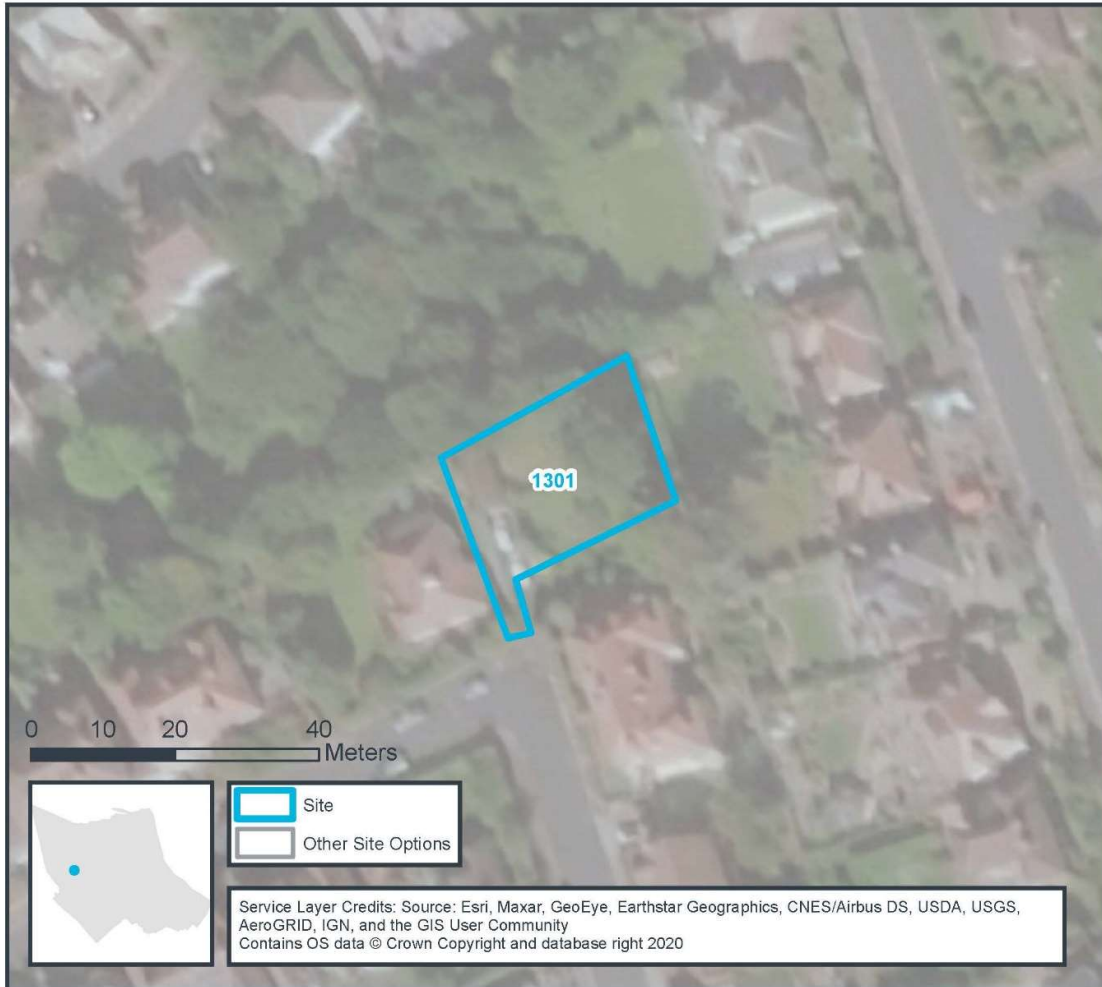 1301
0 10 20 40
Meters
Site
Other Site Options
Service Layer Credits: Source: Esri, Maxar, GeoEye, Earthstar Geographics, CNES/Airbus DS, USDA, USGS,
AeroGRID, IGN, and the GIS User Community
Contains OS data © Crown Copyright and database right 2020